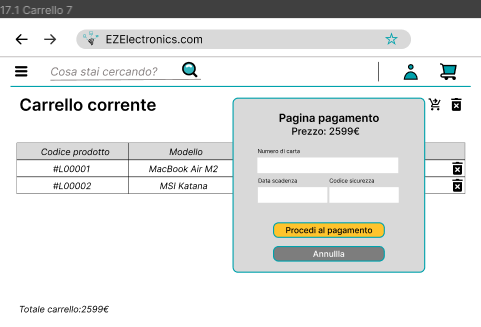 17.1 Carrello 7
EZElectronics.com
Cosa stai cercando?
Carrello corrente
Pagina pagamento
Prezzo: 2599€
Codice prodotto Modello
Numero di carta
#L00001 MacBook Air M2
Data scadenza Codice sicurezza
#L00002 MSI Katana
Procedi al pagamento
Annullla
Totale carrello:2599€